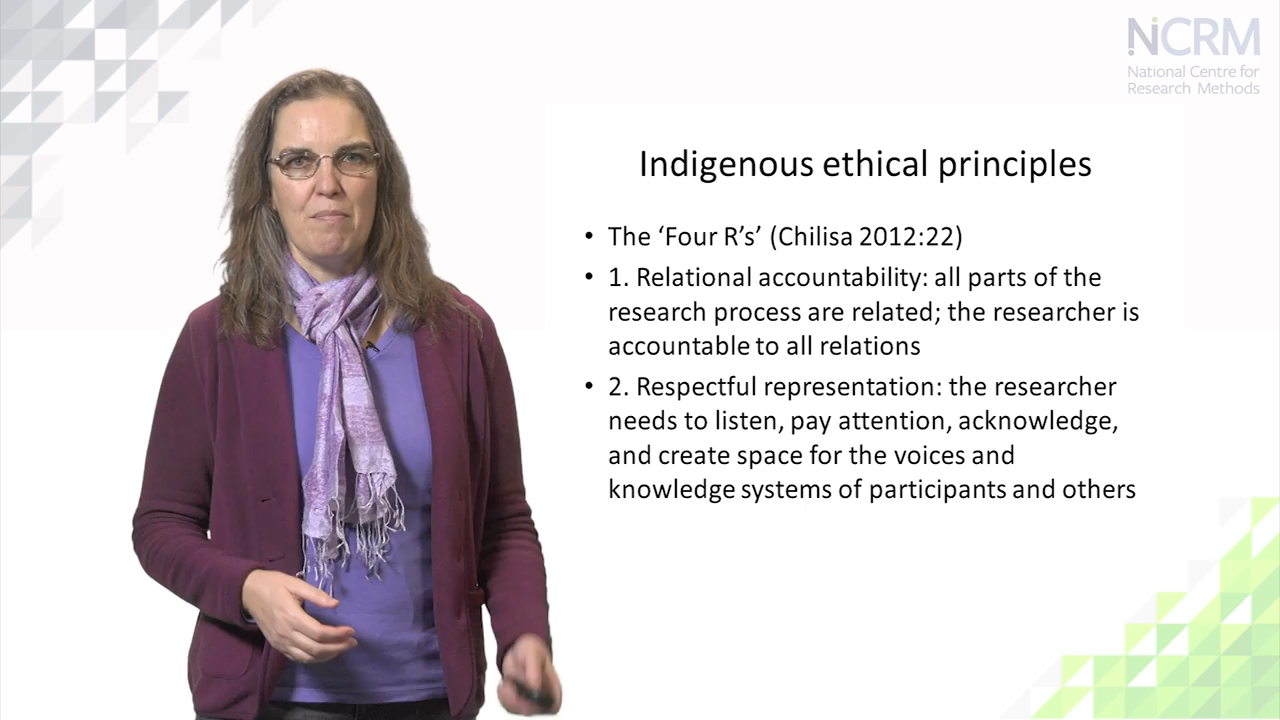 NCRM
National Centre for
Research Methods
Indigenous ethical principles
• The ‘Four R’s’ (Chilisa 2012:22)
• 1. Relational accountability: all parts of the
research process are related; the researcher is
accountable to all relations
• 2. Respectful representation: the researcher
needs to listen, pay attention, acknowledge,
and create space for the voices and
knowledge systems of participants and others